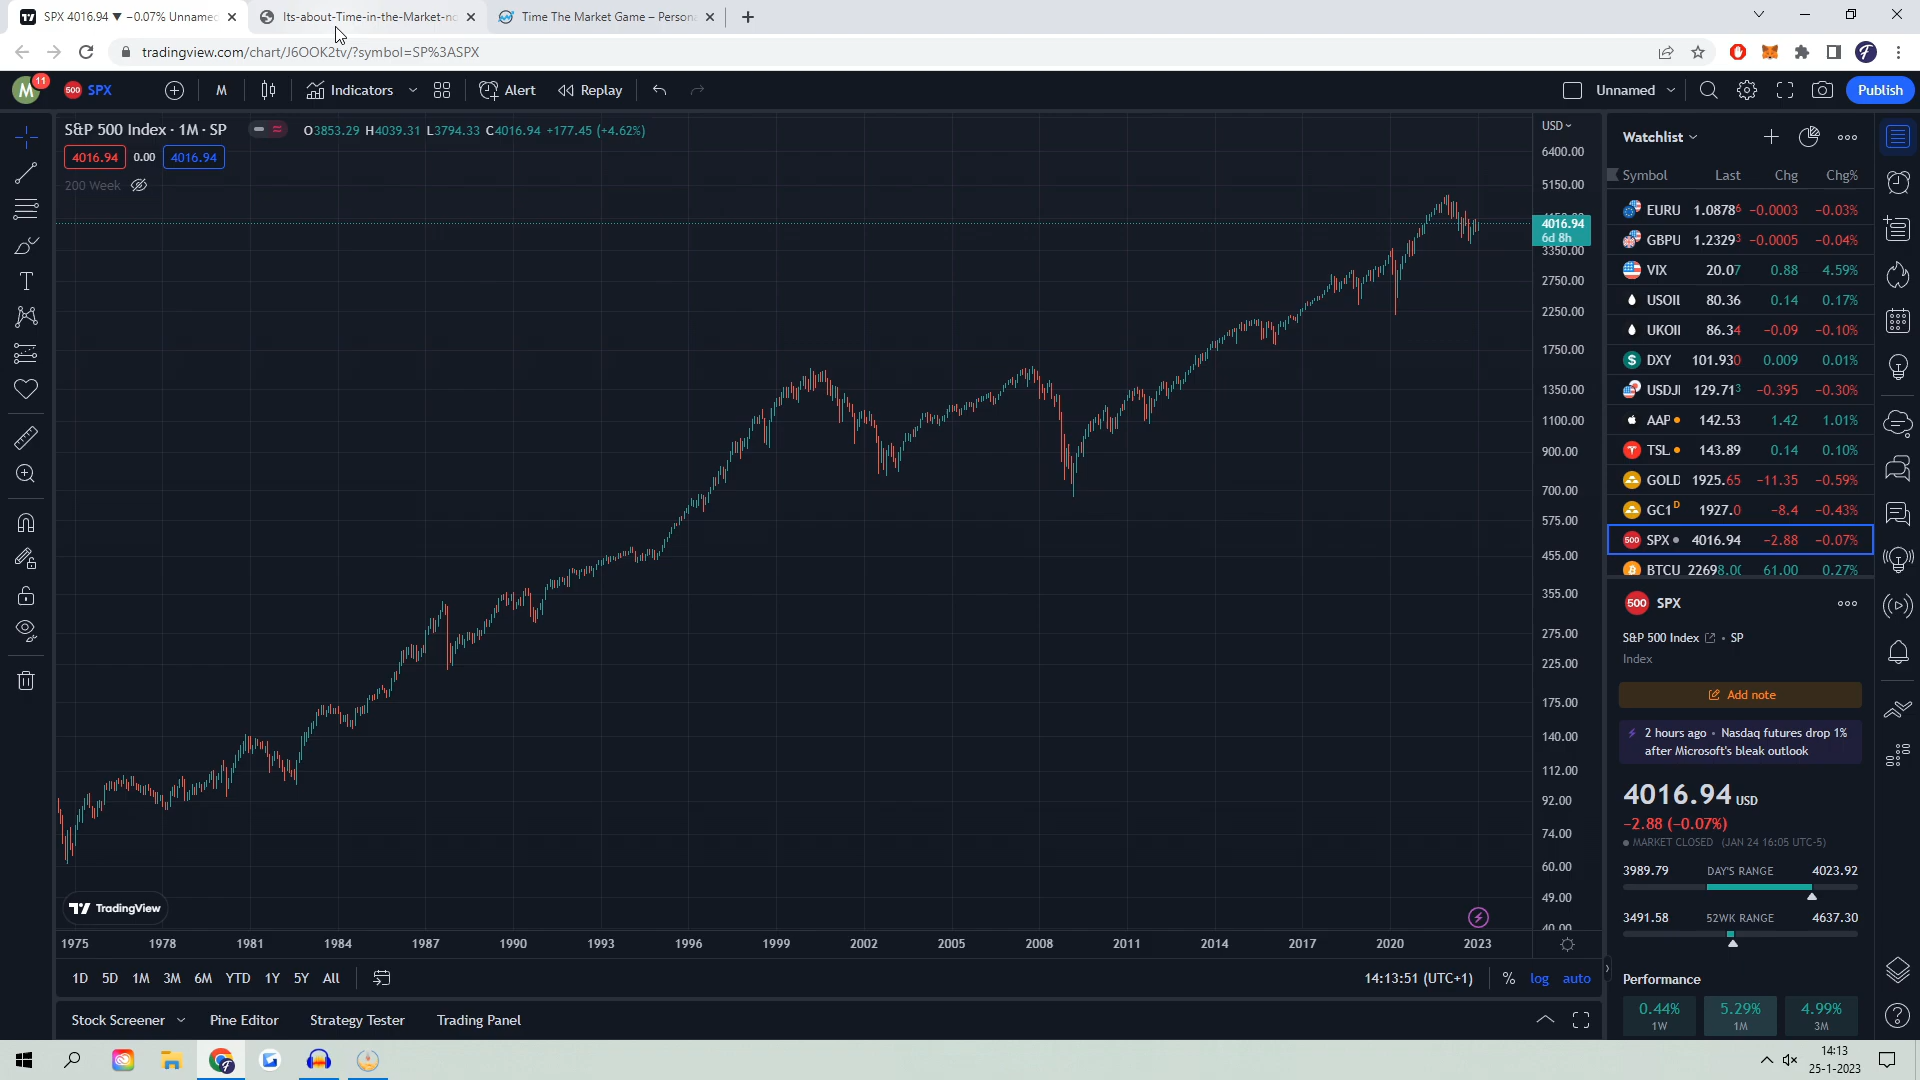 SPX 4016.94 ▼ −0.07% Unnamed
Its-about-Time-in-the-Market-no
Time The Market Game – Persona
tradingview.com/chart/J6OOK2tv/?symbol=SP%3ASPX
M 11
500 SPX
M
Indicators
Alert
Replay
Unnamed
Publish
S&P 500 Index · 1M · SP
O3853.29 H4039.31 L3794.33 C4016.94 +177.45 (+4.62%)
4016.94 0.00 4016.94
200 Week
USD
6400.00
5150.00
4016.94
6d 8h
3350.00
2750.00
2250.00
1750.00
1350.00
1100.00
900.00
700.00
575.00
455.00
355.00
275.00
225.00
175.00
140.00
112.00
92.00
74.00
60.00
49.00
40.00
TradingView
1975 1978 1981 1984 1987 1990 1993 1996 1999 2002 2005 2008 2011 2014 2017 2020 2023
1D 5D 1M 3M 6M YTD 1Y 5Y All
14:13:51 (UTC+1) % log auto
Stock Screener Pine Editor Strategy Tester Trading Panel
Watchlist
Symbol Last Chg Chg%
EURU 1.08786 −0.0003 −0.03%
GBPU 1.23293 −0.0005 −0.04%
VIX 20.07 0.88 4.59%
USOIL 80.36 0.14 0.17%
UKOIL 86.34 −0.09 −0.10%
$ DXY 101.930 0.009 0.01%
USDJI 129.713 −0.395 −0.30%
AAP 142.53 1.42 1.01%
TSL 143.89 0.14 0.10%
GOLD 1925.65 −11.35 −0.59%
GC1 D 1927.0 −8.4 −0.43%
500 SPX 4016.94 −2.88 −0.07%
BTCU 22698.00 61.00 0.27%
500 SPX
S&P 500 Index · SP
Index
Add note
2 hours ago · Nasdaq futures drop 1%
after Microsoft's bleak outlook
4016.94 USD
−2.88 (−0.07%)
MARKET CLOSED (JAN 24 16:05 UTC-5)
3989.79 DAY'S RANGE 4023.92
3491.58 52WK RANGE 4637.30
Performance
0.44% 5.29% 4.99%
1W 1M 3M
14:13
25-1-2023